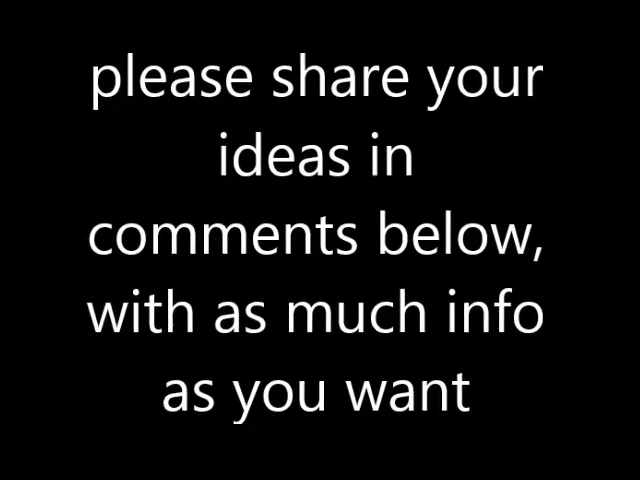 please share your
ideas in
comments below,
with as much info
as you want